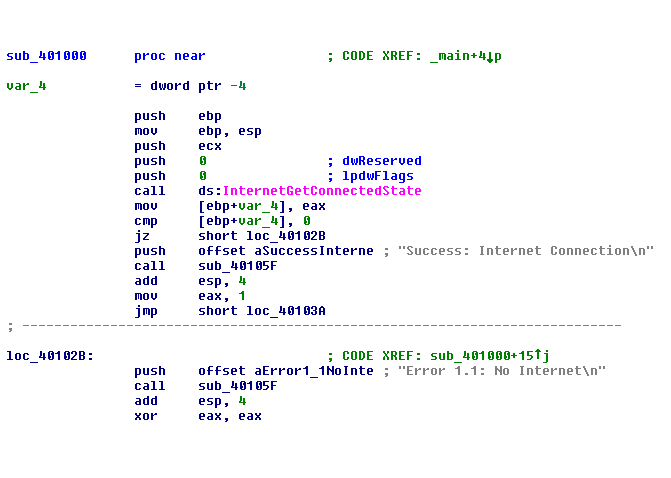 sub_401000 proc near ; CODE XREF: _main+4↓p
var_4 = dword ptr -4
push ebp
mov ebp, esp
push ecx
push 0 ; dwReserved
push 0 ; lpdwFlags
call ds:InternetGetConnectedState
mov [ebp+var_4], eax
cmp [ebp+var_4], 0
jz short loc_40102B
push offset aSuccessInterne ; "Success: Internet Connection\n"
call sub_40105F
add esp, 4
mov eax, 1
jmp short loc_40103A
; ---------------------------------------------------------------------------
loc_40102B: ; CODE XREF: sub_401000+15↑j
push offset aError1_1NoInte ; "Error 1.1: No Internet\n"
call sub_40105F
add esp, 4
xor eax, eax